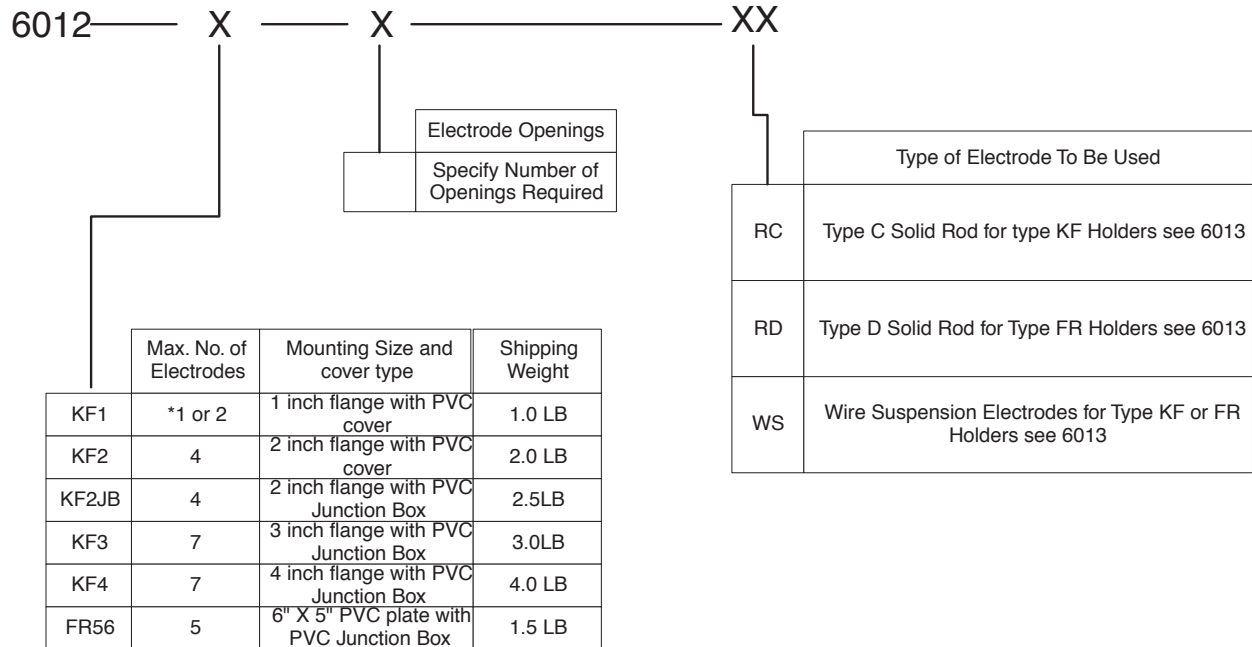 6012 X X XX
Electrode Openings
Specify Number of
Openings Required
Type of Electrode To Be Used
RC Type C Solid Rod for type KF Holders see 6013
RD Type D Solid Rod for Type FR Holders see 6013
WS Wire Suspension Electrodes for Type KF or FR
Holders see 6013
Max. No. of
Electrodes
Mounting Size and
cover type
Shipping
Weight
KF1 *1 or 2 1 inch flange with PVC
cover 1.0 LB
KF2 4 2 inch flange with PVC
cover 2.0 LB
KF2JB 4 2 inch flange with PVC
Junction Box 2.5LB
KF3 7 3 inch flange with PVC
Junction Box 3.0LB
KF4 7 4 inch flange with PVC
Junction Box 4.0 LB
FR56 5 6" X 5" PVC plate with
PVC Junction Box 1.5 LB